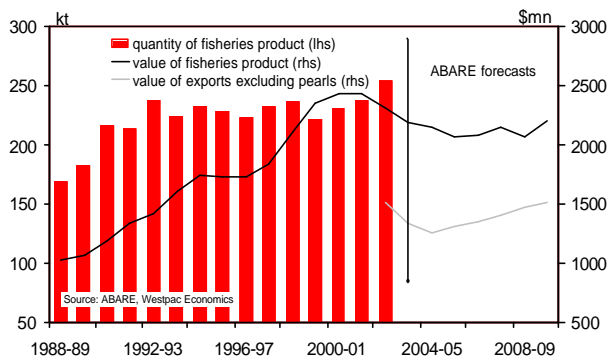 kt
$mn
300
250
200
150
100
50
3000
2500
2000
1500
1000
500
quantity of fisheries product (lhs)
value of fisheries product (rhs)
value of exports excluding pearls (rhs)
ABARE forecasts
Source: ABARE, Westpac Economics
1988-89
1992-93
1996-97
2000-01
2004-05
2008-09